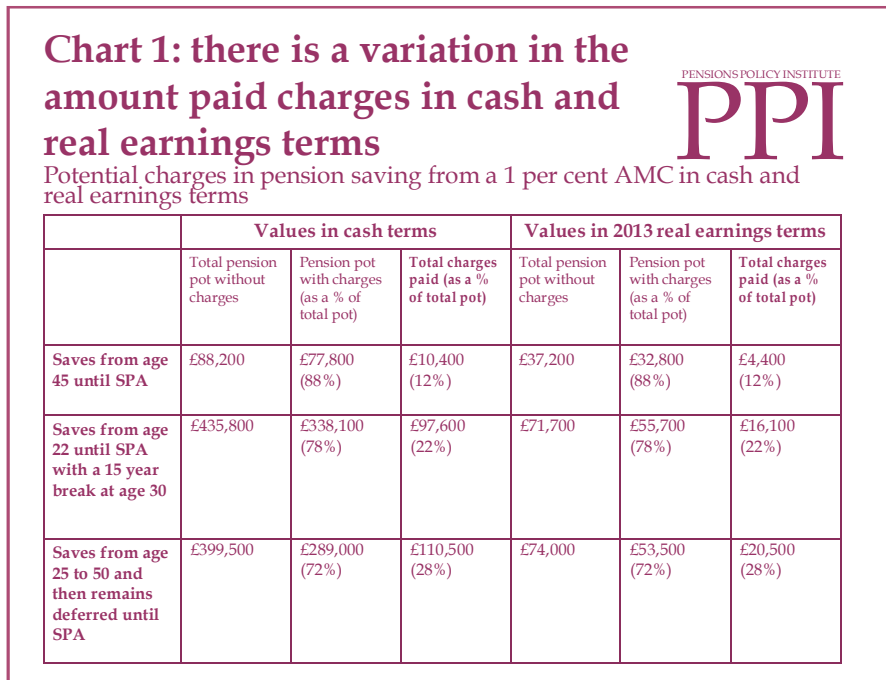 Chart 1: there is a variation in the
amount paid charges in cash and
real earnings terms
PENSIONS POLICY INSTITUTE
PPI
Potential charges in pension saving from a 1 per cent AMC in cash and
real earnings terms
Values in cash terms
Values in 2013 real earnings terms
Total pension
pot without
charges
Pension pot
with charges
(as a % of
total pot)
Total charges
paid (as a %
of total pot)
Total pension
pot without
charges
Pension pot
with charges
(as a % of
total pot)
Total charges
paid (as a %
of total pot)
Saves from age
45 until SPA
£88,200
£77,800
(88%)
£10,400
(12%)
£37,200
£32,800
(88%)
£4,400
(12%)
Saves from age
22 until SPA
with a 15 year
break at age 30
£435,800
£338,100
(78%)
£97,600
(22%)
£71,700
£55,700
(78%)
£16,100
(22%)
Saves from age
25 to 50 and
then remains
deferred until
SPA
£399,500
£289,000
(72%)
£110,500
(28%)
£74,000
£53,500
(72%)
£20,500
(28%)